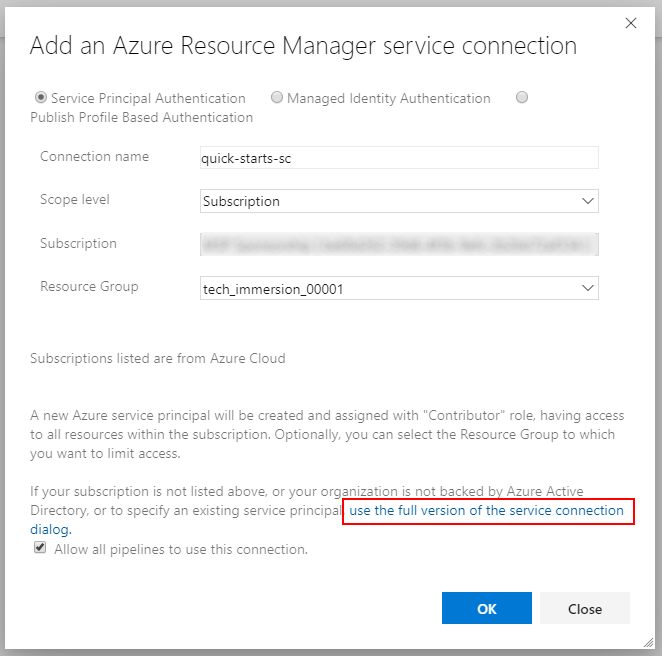 Add an Azure Resource Manager service connection
Service Principal Authentication Managed Identity Authentication
Publish Profile Based Authentication
Connection name quick-starts-sc
Scope level Subscription
Subscription
Resource Group tech_immersion_00001
Subscriptions listed are from Azure Cloud
A new Azure service principal will be created and assigned with "Contributor" role, having access
to all resources within the subscription. Optionally, you can select the Resource Group to which
you want to limit access.
If your subscription is not listed above, or your organization is not backed by Azure Active
Directory, or to specify an existing service principal, use the full version of the service connection
dialog.
Allow all pipelines to use this connection.
OK Close